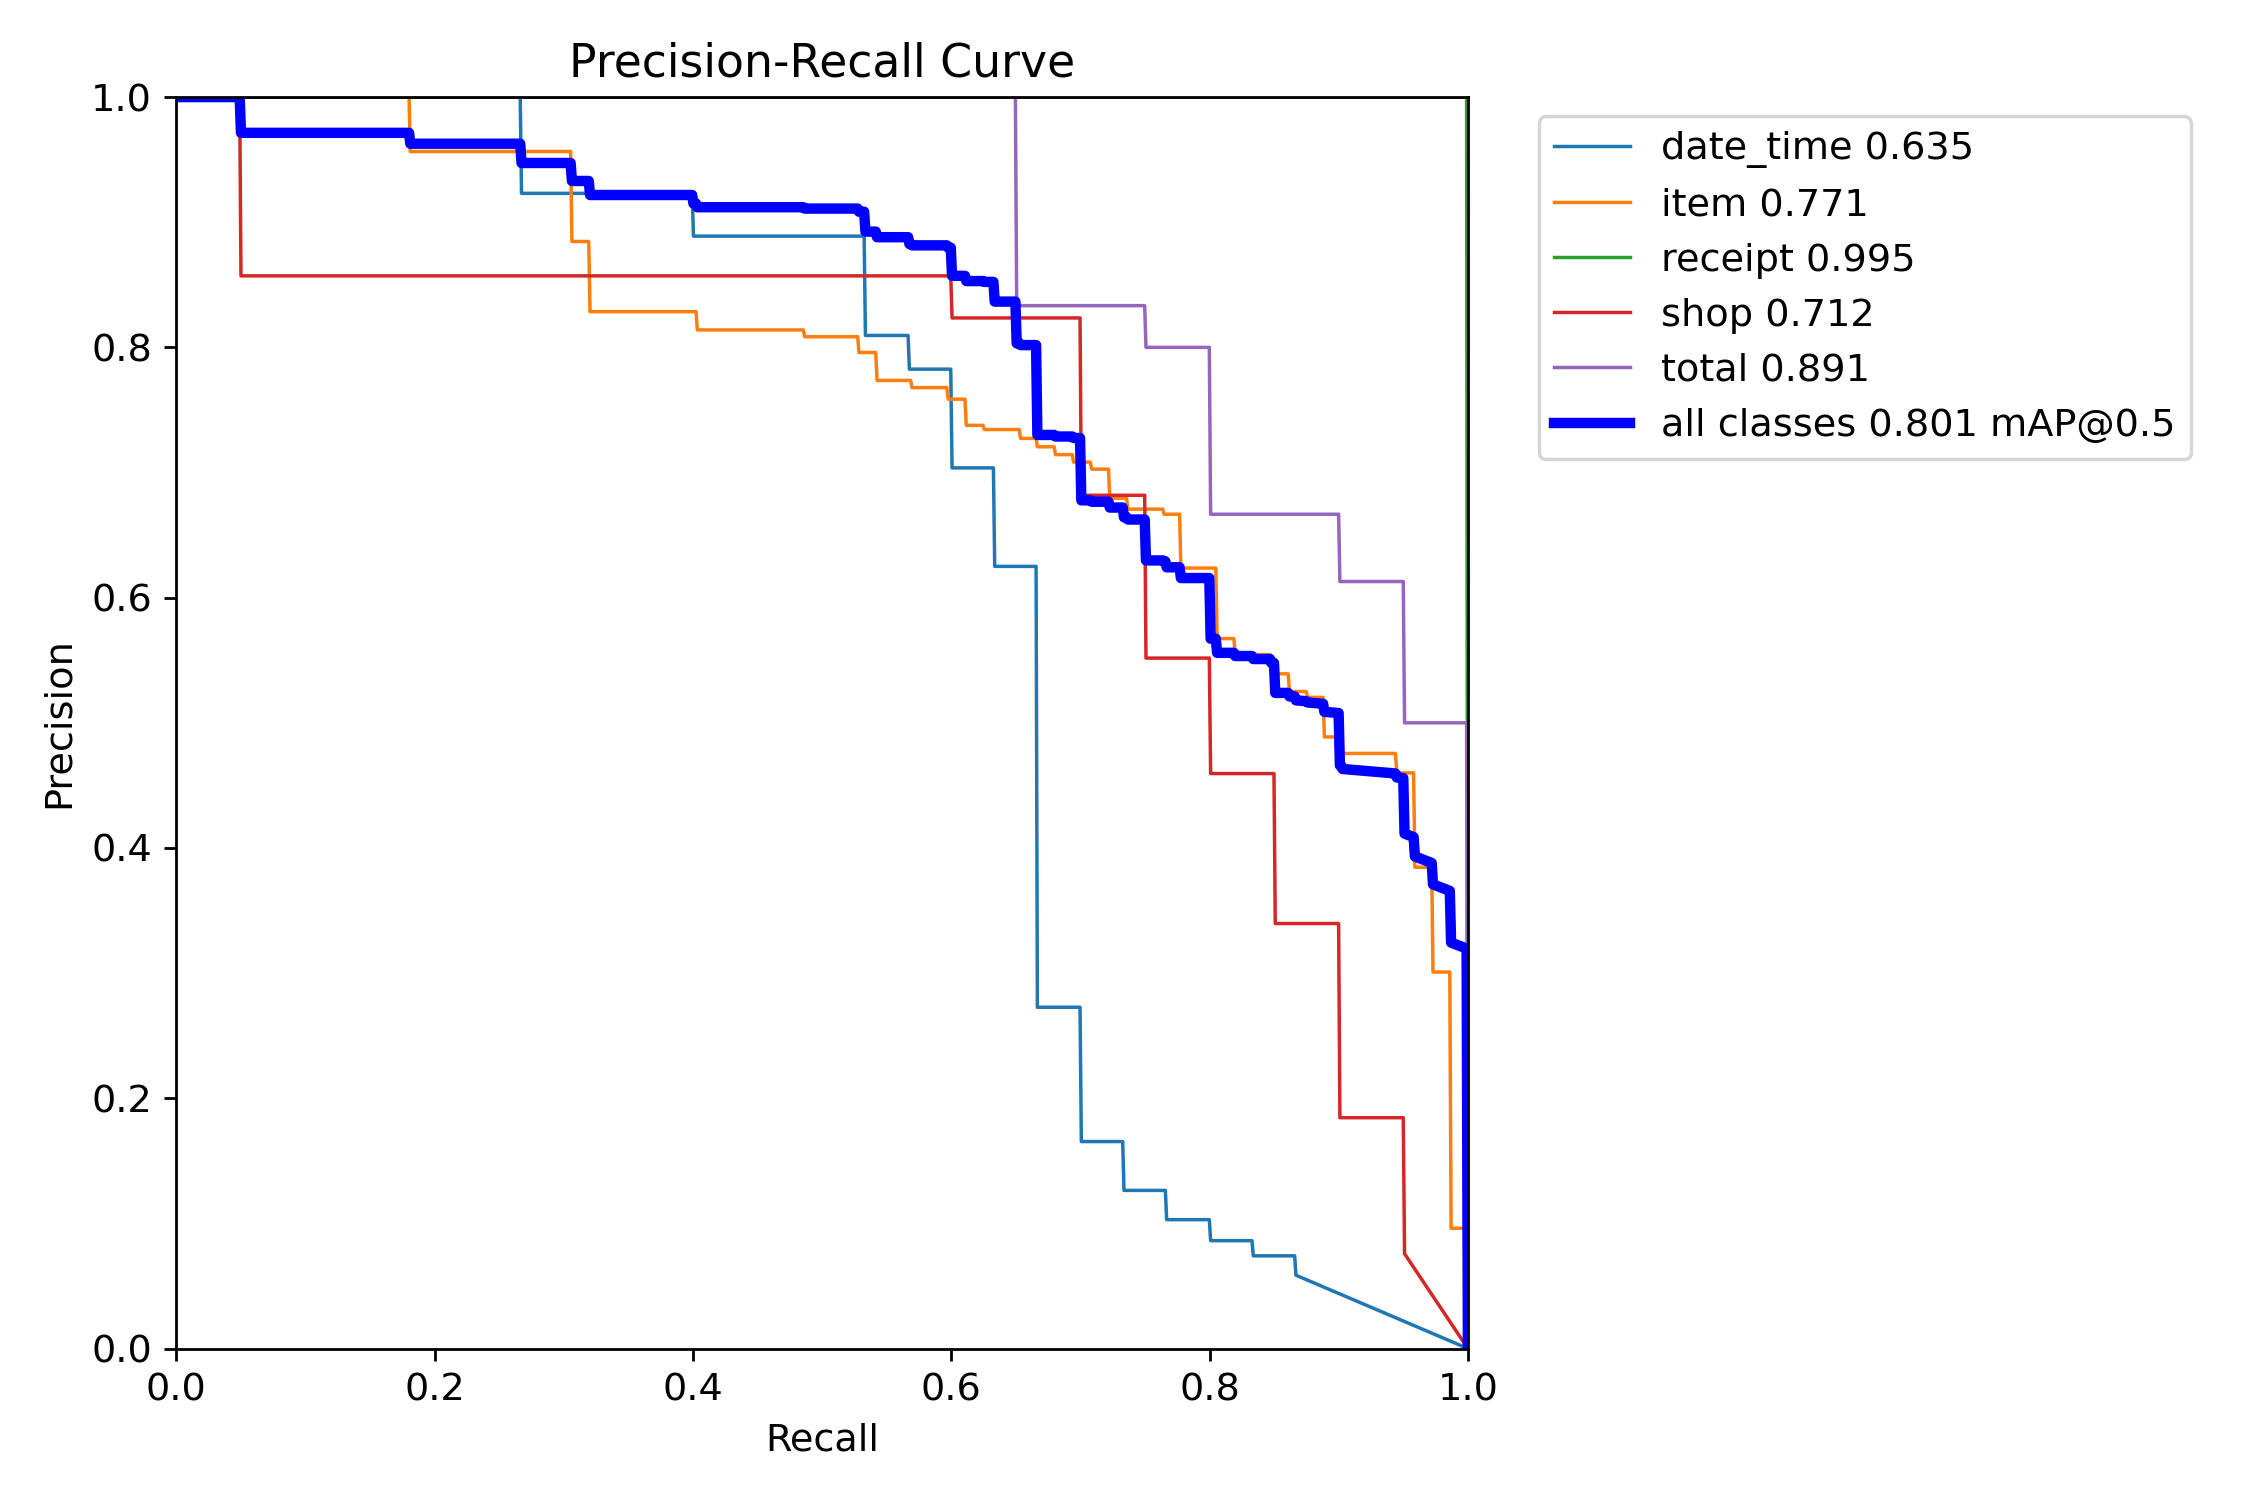 Precision-Recall Curve
1.0
0.8
0.6
0.4
0.2
0.0
Precision
0.0 0.2 0.4 0.6 0.8 1.0
Recall
date_time 0.635
item 0.771
receipt 0.995
shop 0.712
total 0.891
all classes 0.801 mAP@0.5